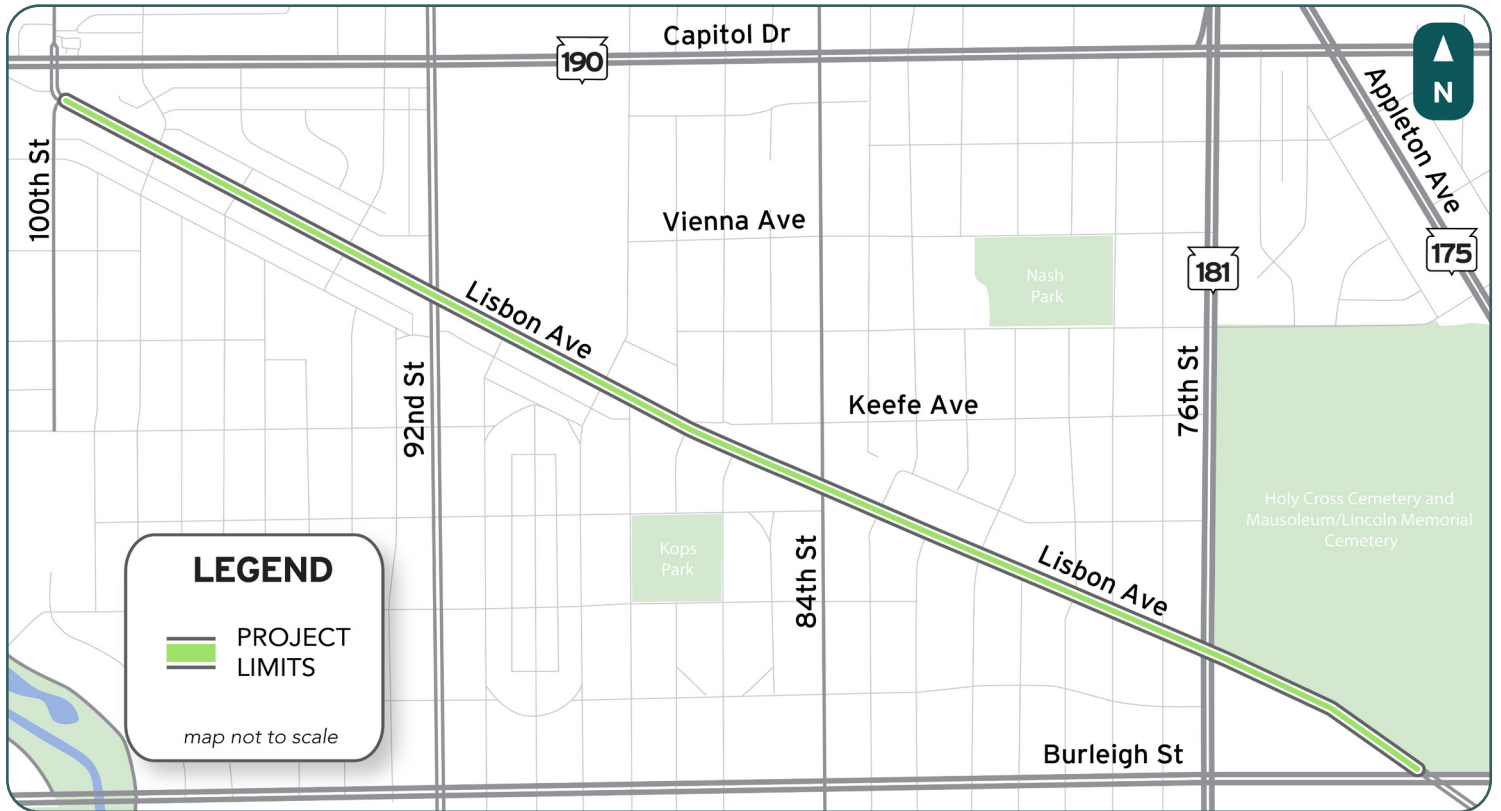 Capitol Dr
190
N
Appleton Ave
100th St
Vienna Ave
175
181
Nash
Park
Lisbon Ave
92nd St
76th St
Keefe Ave
Holy Cross Cemetery and
Mausoleum/Lincoln Memorial
Cemetery
Kops
Park
84th St
Lisbon Ave
LEGEND
PROJECT
LIMITS
map not to scale
Burleigh St